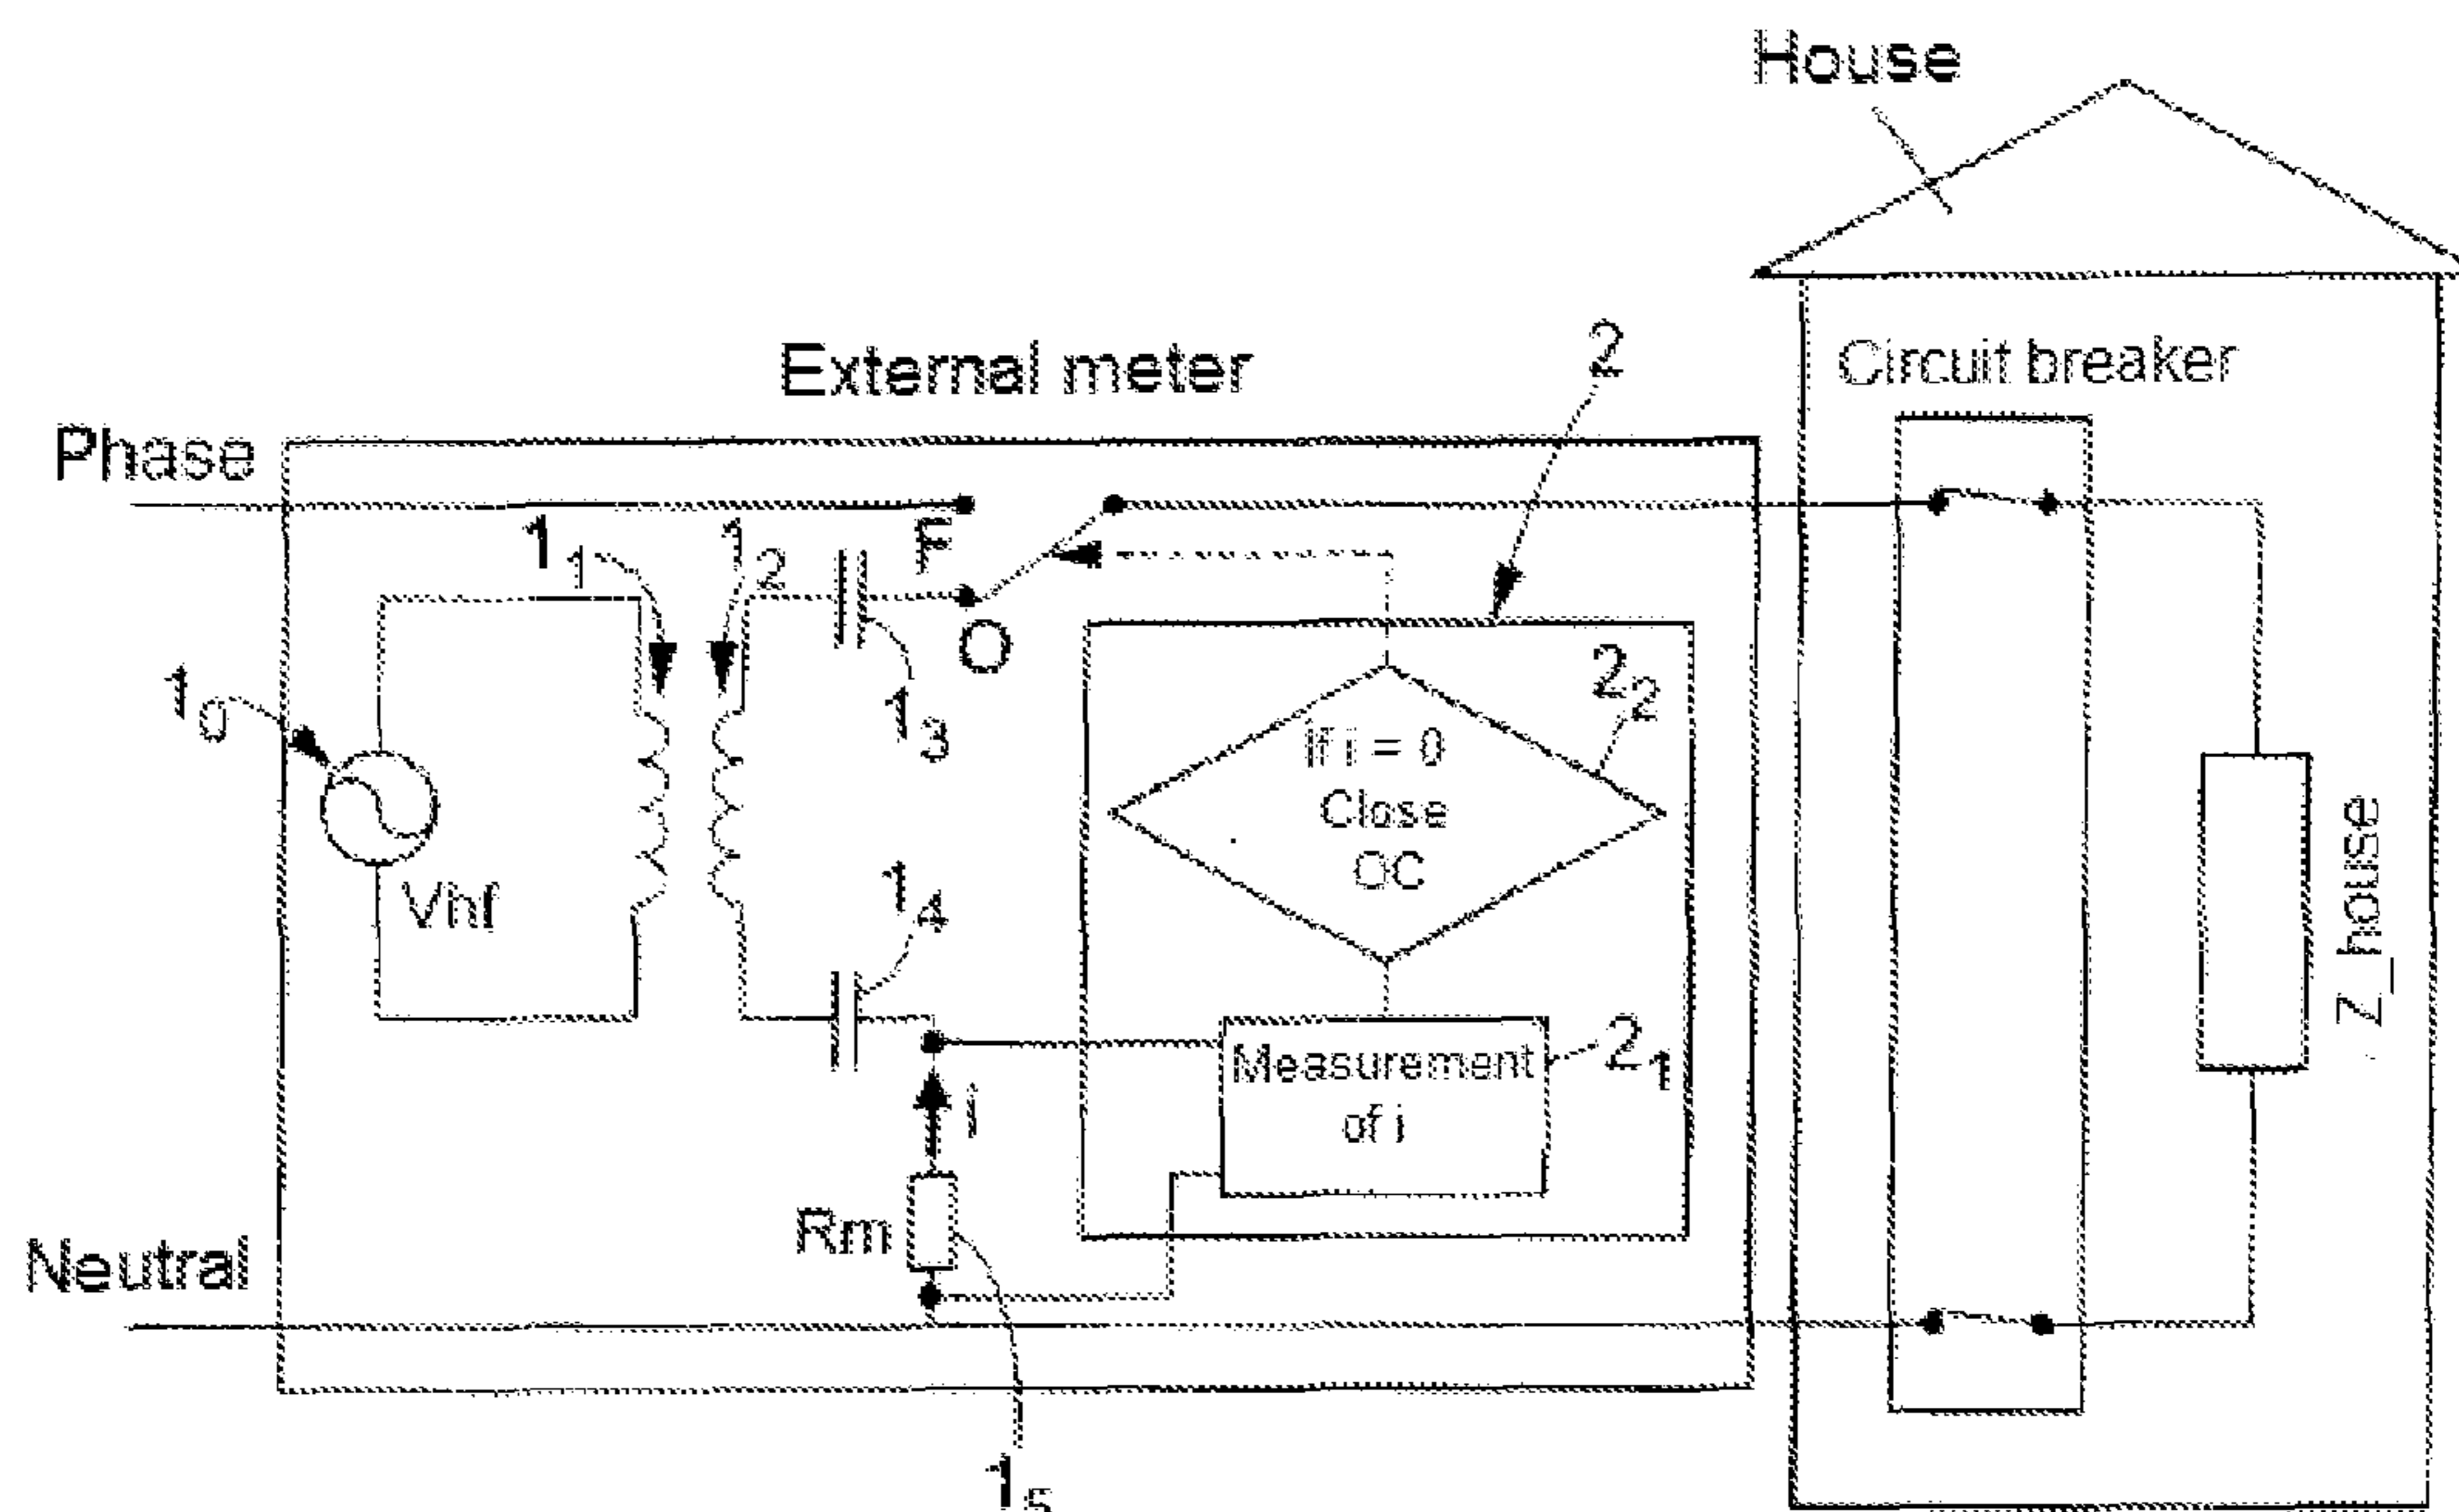 House
External meter
2
Circuit breaker
Phase
1₁
1₂
F
O
1₀
1₃
2₂
If i = 0
Close
OC
Vhf
1₄
Z_house
Measurement
of i
2₁
i
Rm
Neutral
1₅